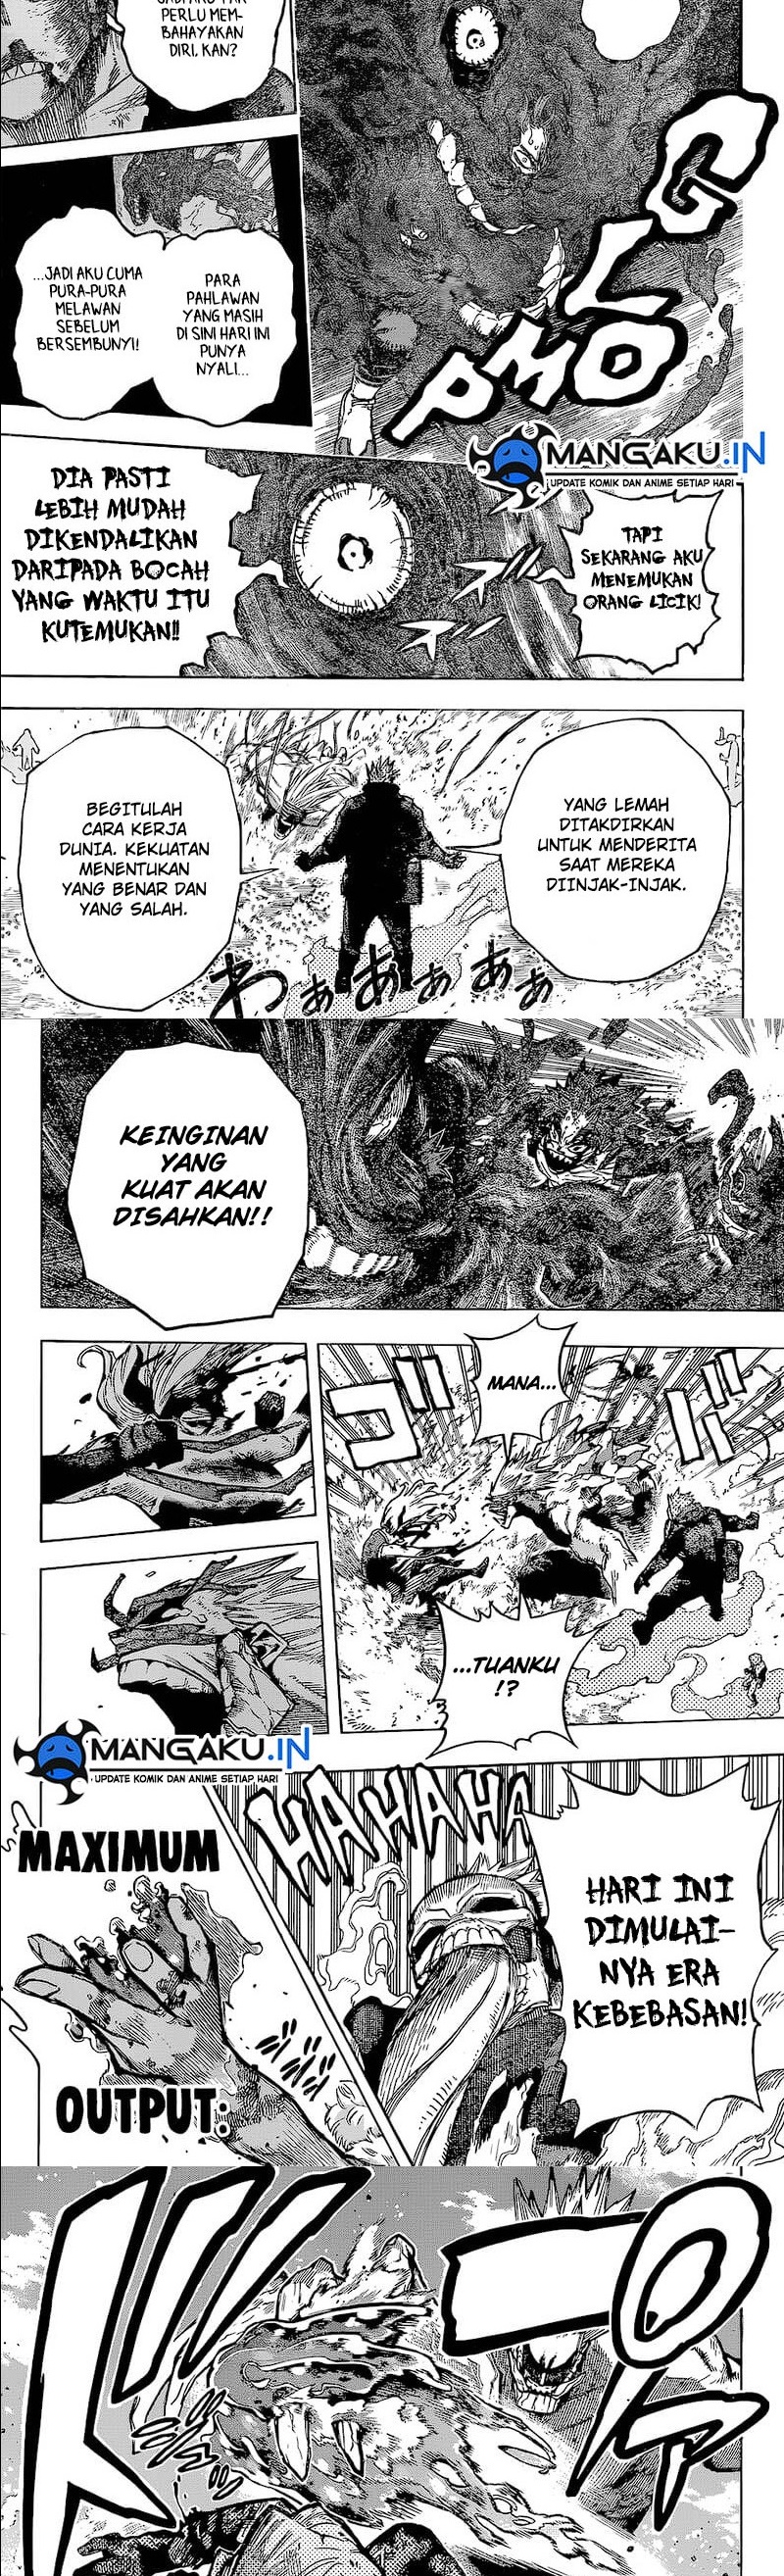 PERLU MEM-
BAHAYAKAN
DIRI, KAN?
GLOMP
PARA
PAHLAWAN
YANG MASIH
DI SINI HARI INI
PUNYA
NYALI...
...JADI AKU CUMA
PURA-PURA
MELAWAN
SEBELUM
BERSEMBUNYI!
MANGAKU.IN
UPDATE KOMIK DAN ANIME SETIAP HARI
TAPI
SEKARANG AKU
MENEMUKAN
ORANG LICIK!
DIA PASTI
LEBIH MUDAH
DIKENDALIKAN
DARIPADA BOCAH
YANG WAKTU ITU
KUTEMUKAN!!
YANG LEMAH
DITAKDIRKAN
UNTUK MENDERITA
SAAT MEREKA
DIINJAK-INJAK.
BEGITULAH
CARA KERJA
DUNIA. KEKUATAN
MENENTUKAN
YANG BENAR DAN
YANG SALAH.
わぁあぁぁぁ
KEINGINAN
YANG
KUAT AKAN
DISAHKAN!!
MANA...
...TUANKU
!?
MANGAKU.IN
UPDATE KOMIK DAN ANIME SETIAP HARI
HAHAHA
HARI INI
DIMULAI-
NYA ERA
KEBEBASAN!
MAXIMUM
OUTPUT: